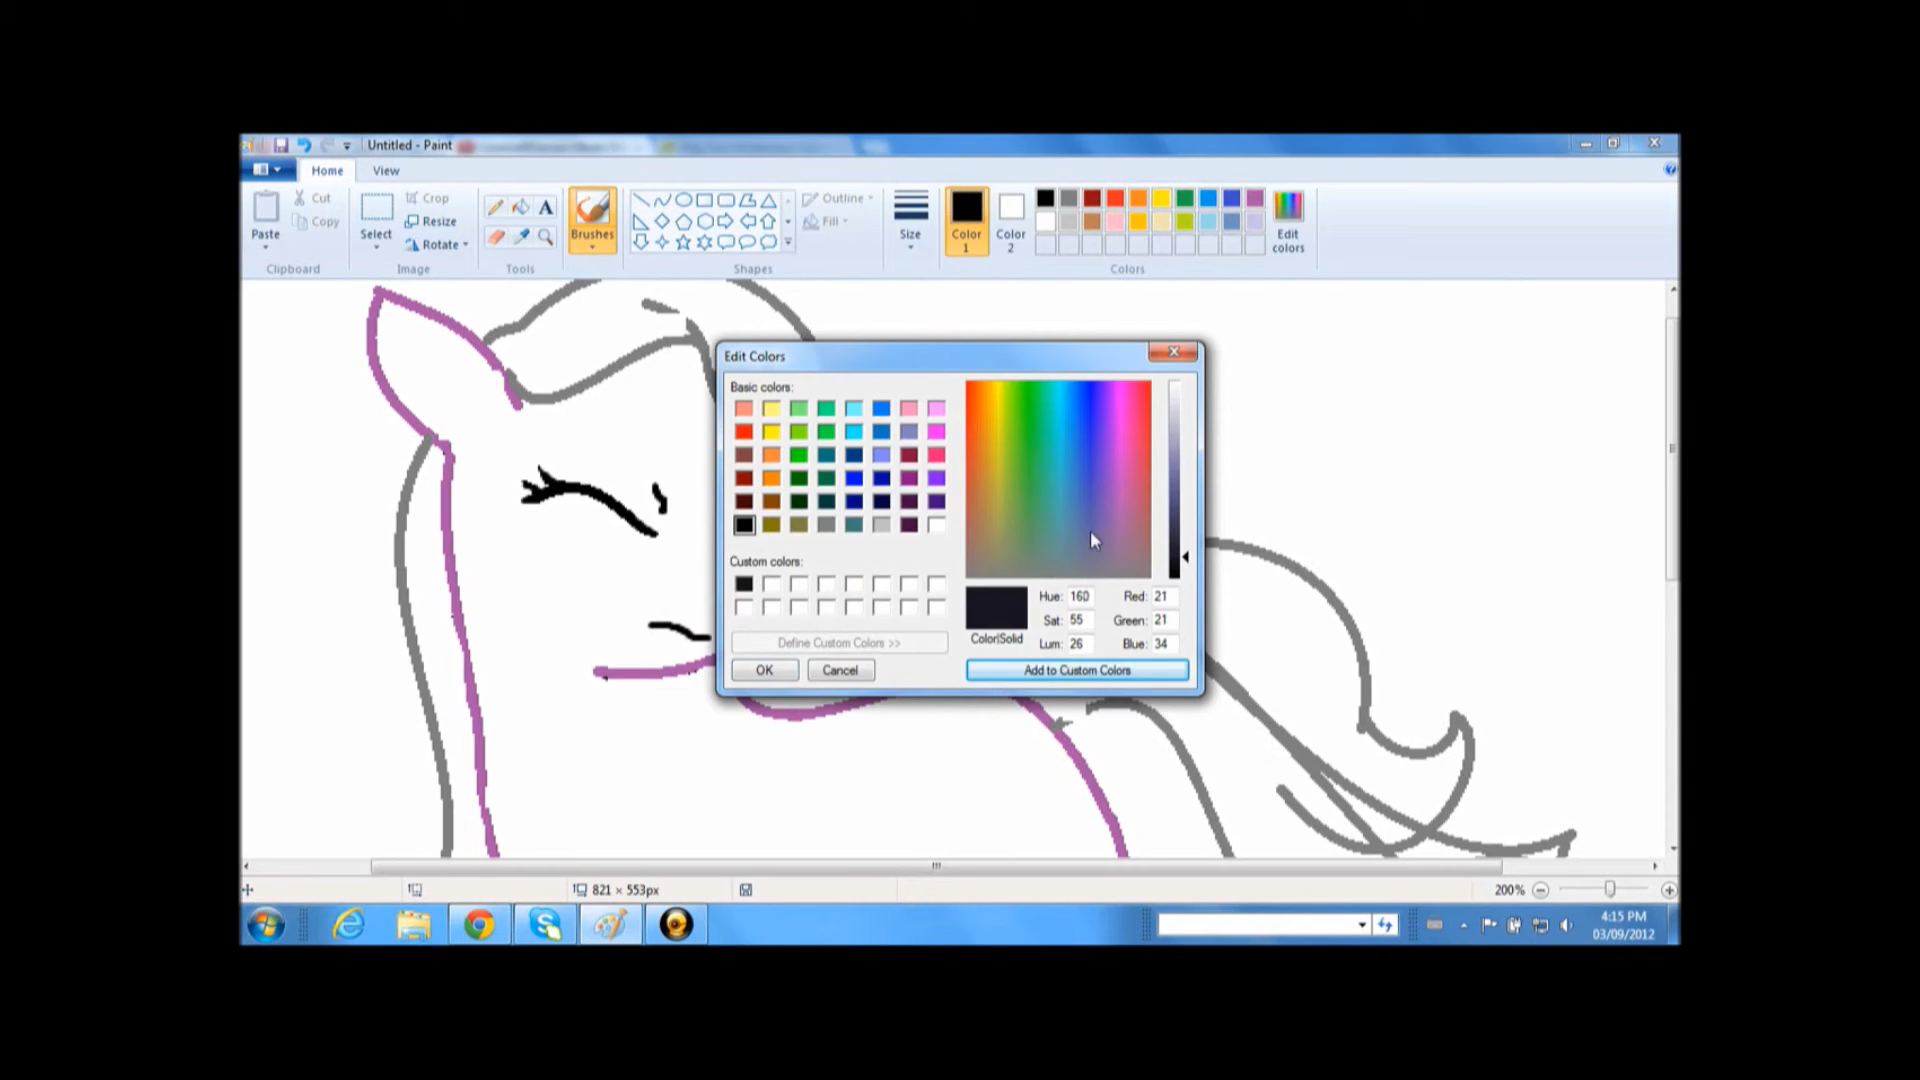 Untitled - Paint
Home View
Paste
Cut
Copy
Clipboard
Select
Crop
Resize
Rotate
Image
Tools
Brushes
Outline
Fill
Shapes
Size
Color 1
Color 2
Edit colors
Colors
Edit Colors
Basic colors:
Custom colors:
Define Custom Colors >>
OK Cancel
Color|Solid
Hue: 160 Red: 21
Sat: 55 Green: 21
Lum: 26 Blue: 34
Add to Custom Colors
821 × 553px
200%
4:15 PM
03/09/2012